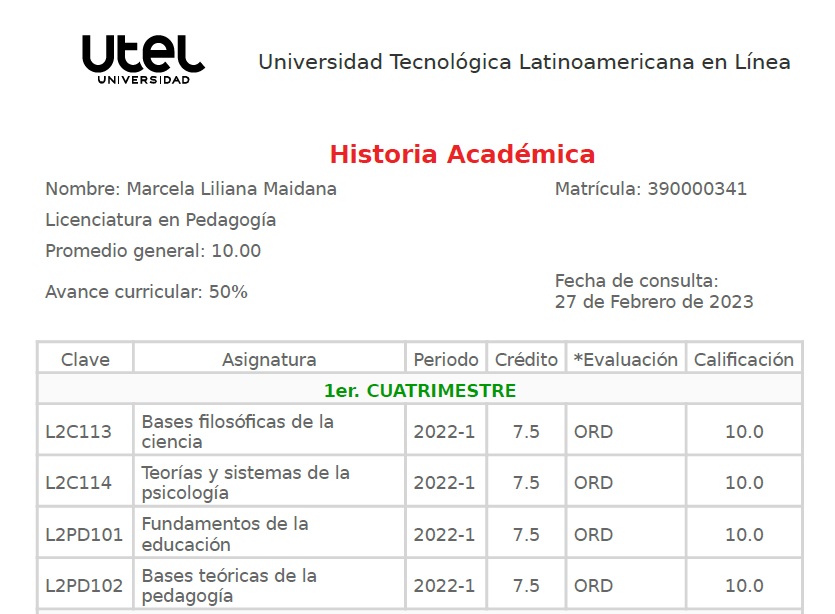 utel
UNIVERSIDAD
Universidad Tecnológica Latinoamericana en Línea
Historia Académica
Nombre: Marcela Liliana Maidana
Matrícula: 390000341
Licenciatura en Pedagogía
Promedio general: 10.00
Avance curricular: 50%
Fecha de consulta:
27 de Febrero de 2023
Clave Asignatura Periodo Crédito *Evaluación Calificación
1er. CUATRIMESTRE
L2C113 Bases filosóficas de la ciencia 2022-1 7.5 ORD 10.0
L2C114 Teorías y sistemas de la psicología 2022-1 7.5 ORD 10.0
L2PD101 Fundamentos de la educación 2022-1 7.5 ORD 10.0
L2PD102 Bases teóricas de la pedagogía 2022-1 7.5 ORD 10.0